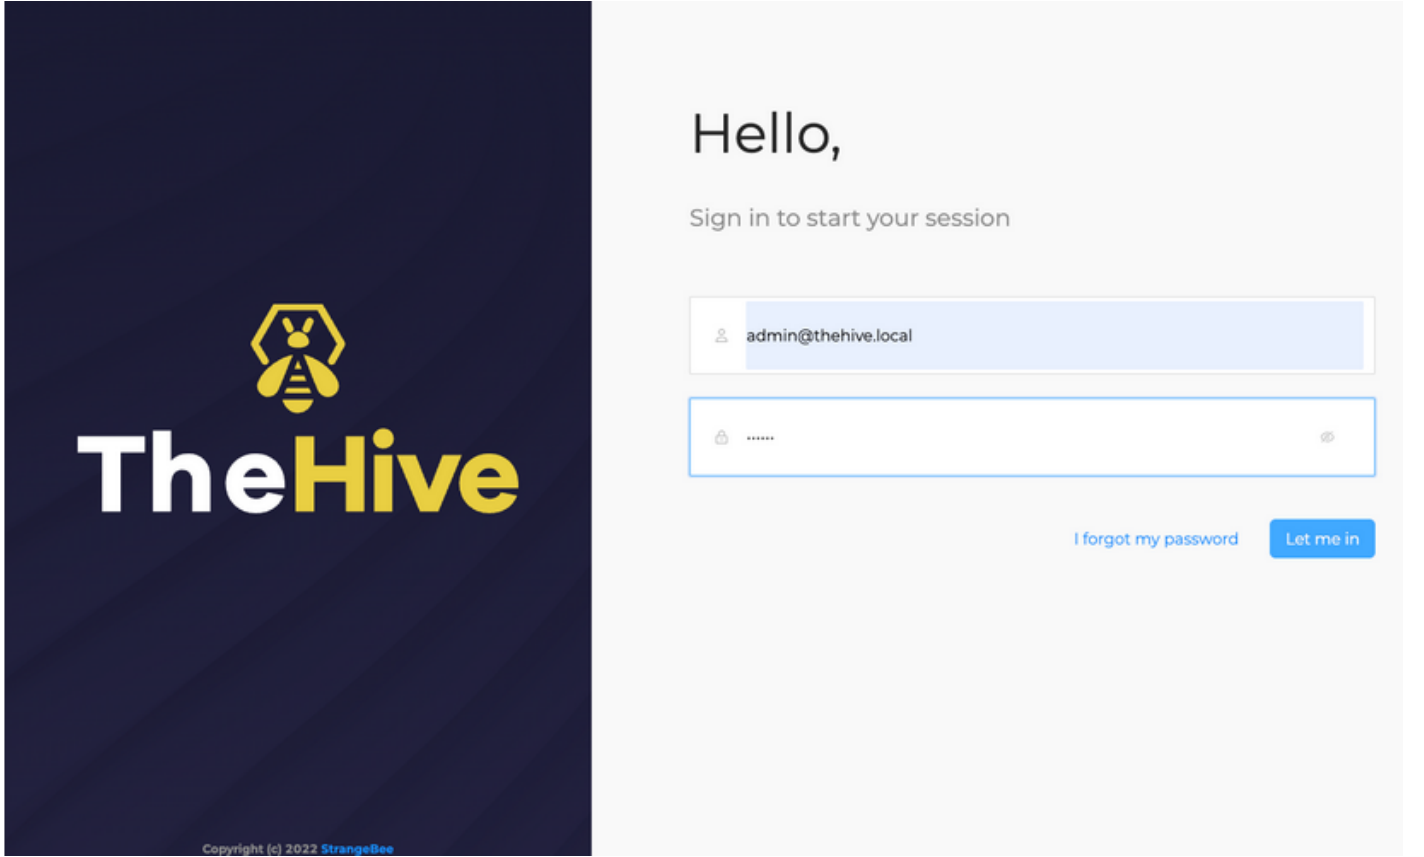 TheHive
Copyright (c) 2022 StrangeBee
Hello,
Sign in to start your session
admin@thehive.local
······
I forgot my password
Let me in